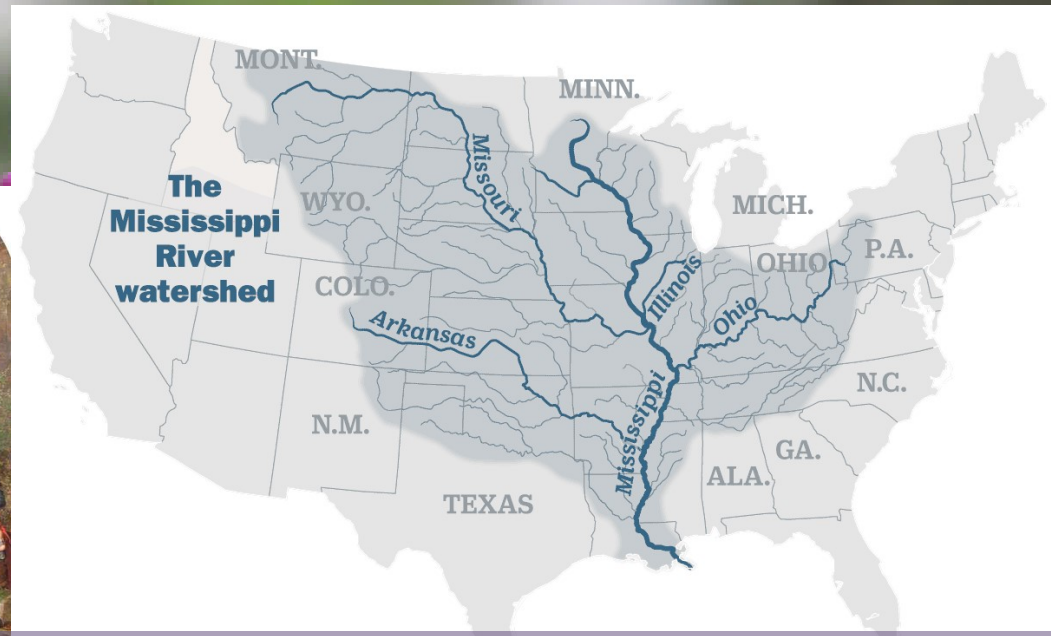 MONT.
MINN.
Missouri
The
Mississippi
River
watershed
WYO.
MICH.
P.A.
OHIO
COLO.
Illinois
Ohio
Arkansas
N.C.
Mississippi
N.M.
GA.
ALA.
TEXAS